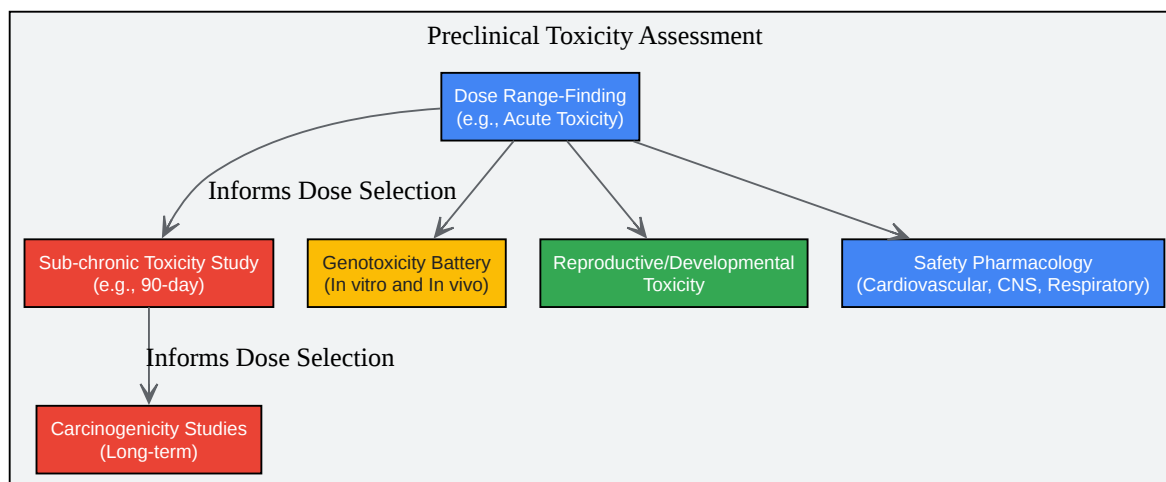 Preclinical Toxicity Assessment
Dose Range-Finding
(e.g., Acute Toxicity)
Informs Dose Selection
Sub-chronic Toxicity Study
(e.g., 90-day)
Genotoxicity Battery
(In vitro and In vivo)
Reproductive/Developmental
Toxicity
Safety Pharmacology
(Cardiovascular, CNS, Respiratory)
Informs Dose Selection
Carcinogenicity Studies
(Long-term)